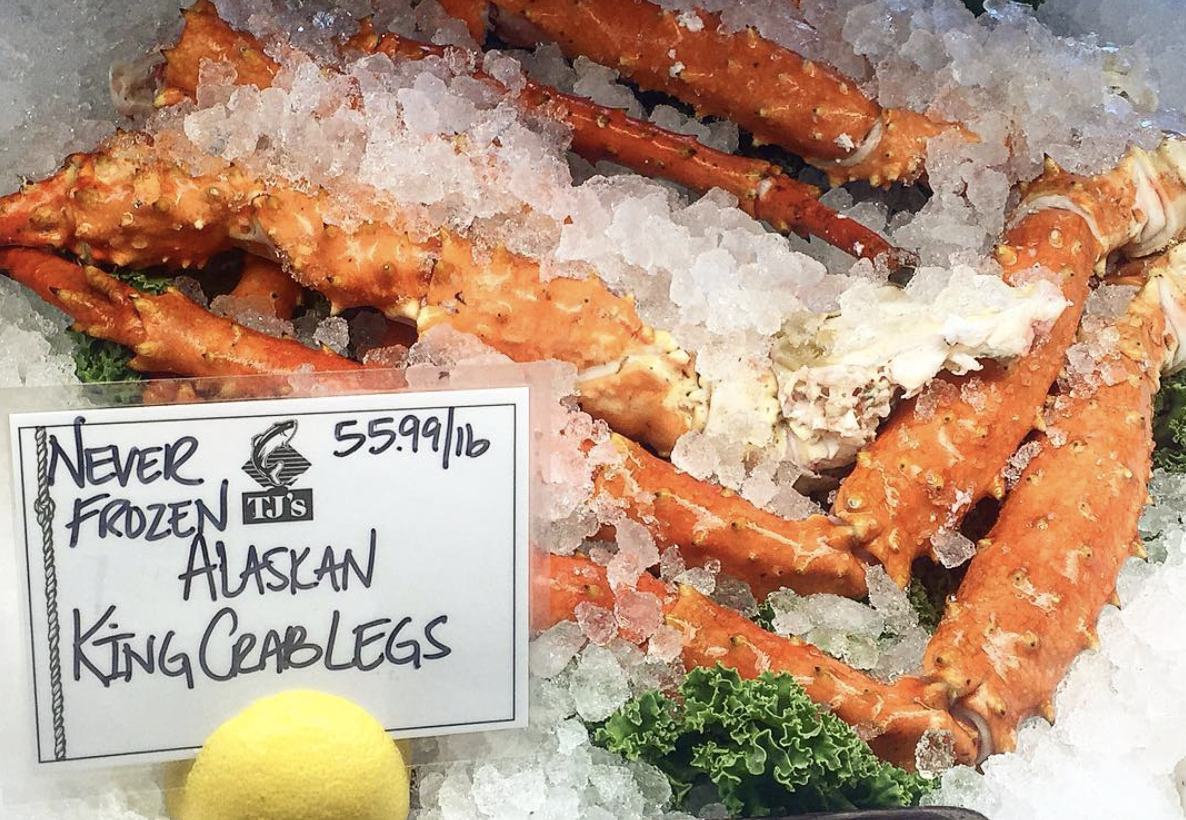 NEVER
FROZEN
55.99/lb
TJ's
ALASKAN
KING CRAB LEGS